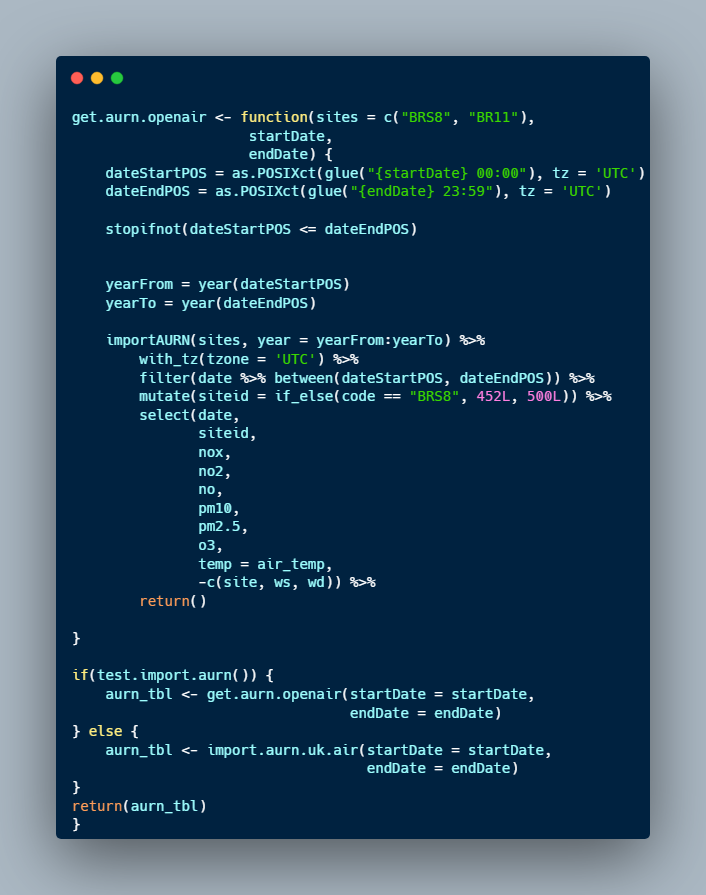 get.aurn.openair <- function(sites = c("BRS8", "BR11"),
                     startDate,
                     endDate) {
    dateStartPOS = as.POSIXct(glue("{startDate} 00:00"), tz = 'UTC')
    dateEndPOS = as.POSIXct(glue("{endDate} 23:59"), tz = 'UTC')

    stopifnot(dateStartPOS <= dateEndPOS)


    yearFrom = year(dateStartPOS)
    yearTo = year(dateEndPOS)

    importAURN(sites, year = yearFrom:yearTo) %>%
        with_tz(tzone = 'UTC') %>%
        filter(date %>% between(dateStartPOS, dateEndPOS)) %>%
        mutate(siteid = if_else(code == "BRS8", 452L, 500L)) %>%
        select(date,
               siteid,
               nox,
               no2,
               no,
               pm10,
               pm2.5,
               o3,
               temp = air_temp,
               -c(site, ws, wd)) %>%
        return()

}

if(test.import.aurn()) {
    aurn_tbl <- get.aurn.openair(startDate = startDate,
                                 endDate = endDate)
} else {
    aurn_tbl <- import.aurn.uk.air(startDate = startDate,
                                   endDate = endDate)
}
return(aurn_tbl)
}